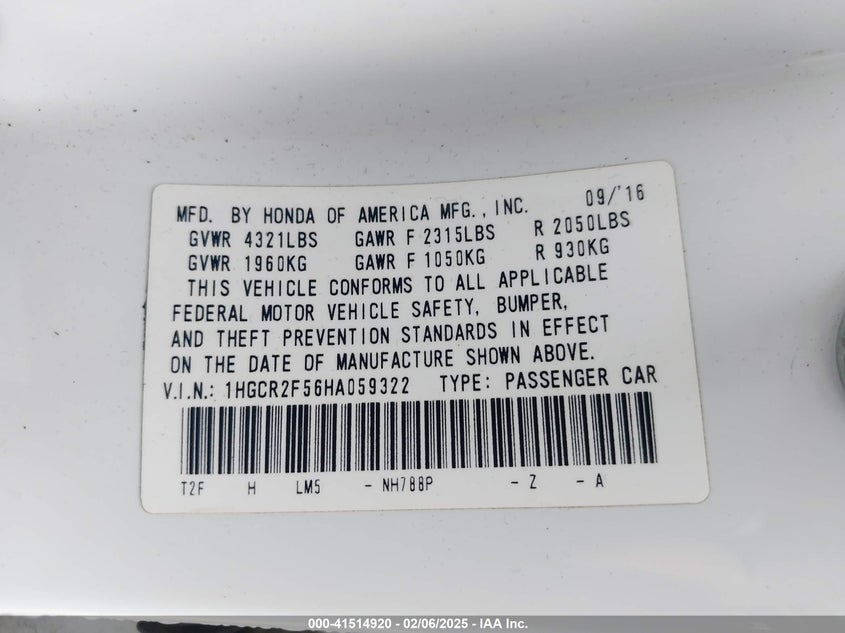 MFD. BY HONDA OF AMERICA MFG., INC. 09/'16
GVWR 4321LBS GAWR F 2315LBS R 2050LBS
GVWR 1960KG GAWR F 1050KG R 930KG
THIS VEHICLE CONFORMS TO ALL APPLICABLE
FEDERAL MOTOR VEHICLE SAFETY, BUMPER,
AND THEFT PREVENTION STANDARDS IN EFFECT
ON THE DATE OF MANUFACTURE SHOWN ABOVE.
V.I.N.: 1HGCR2F56HA059322 TYPE: PASSENGER CAR
T2F H LM5 - NH788P - Z - A
000-41514920 - 02/06/2025 - IAA Inc.